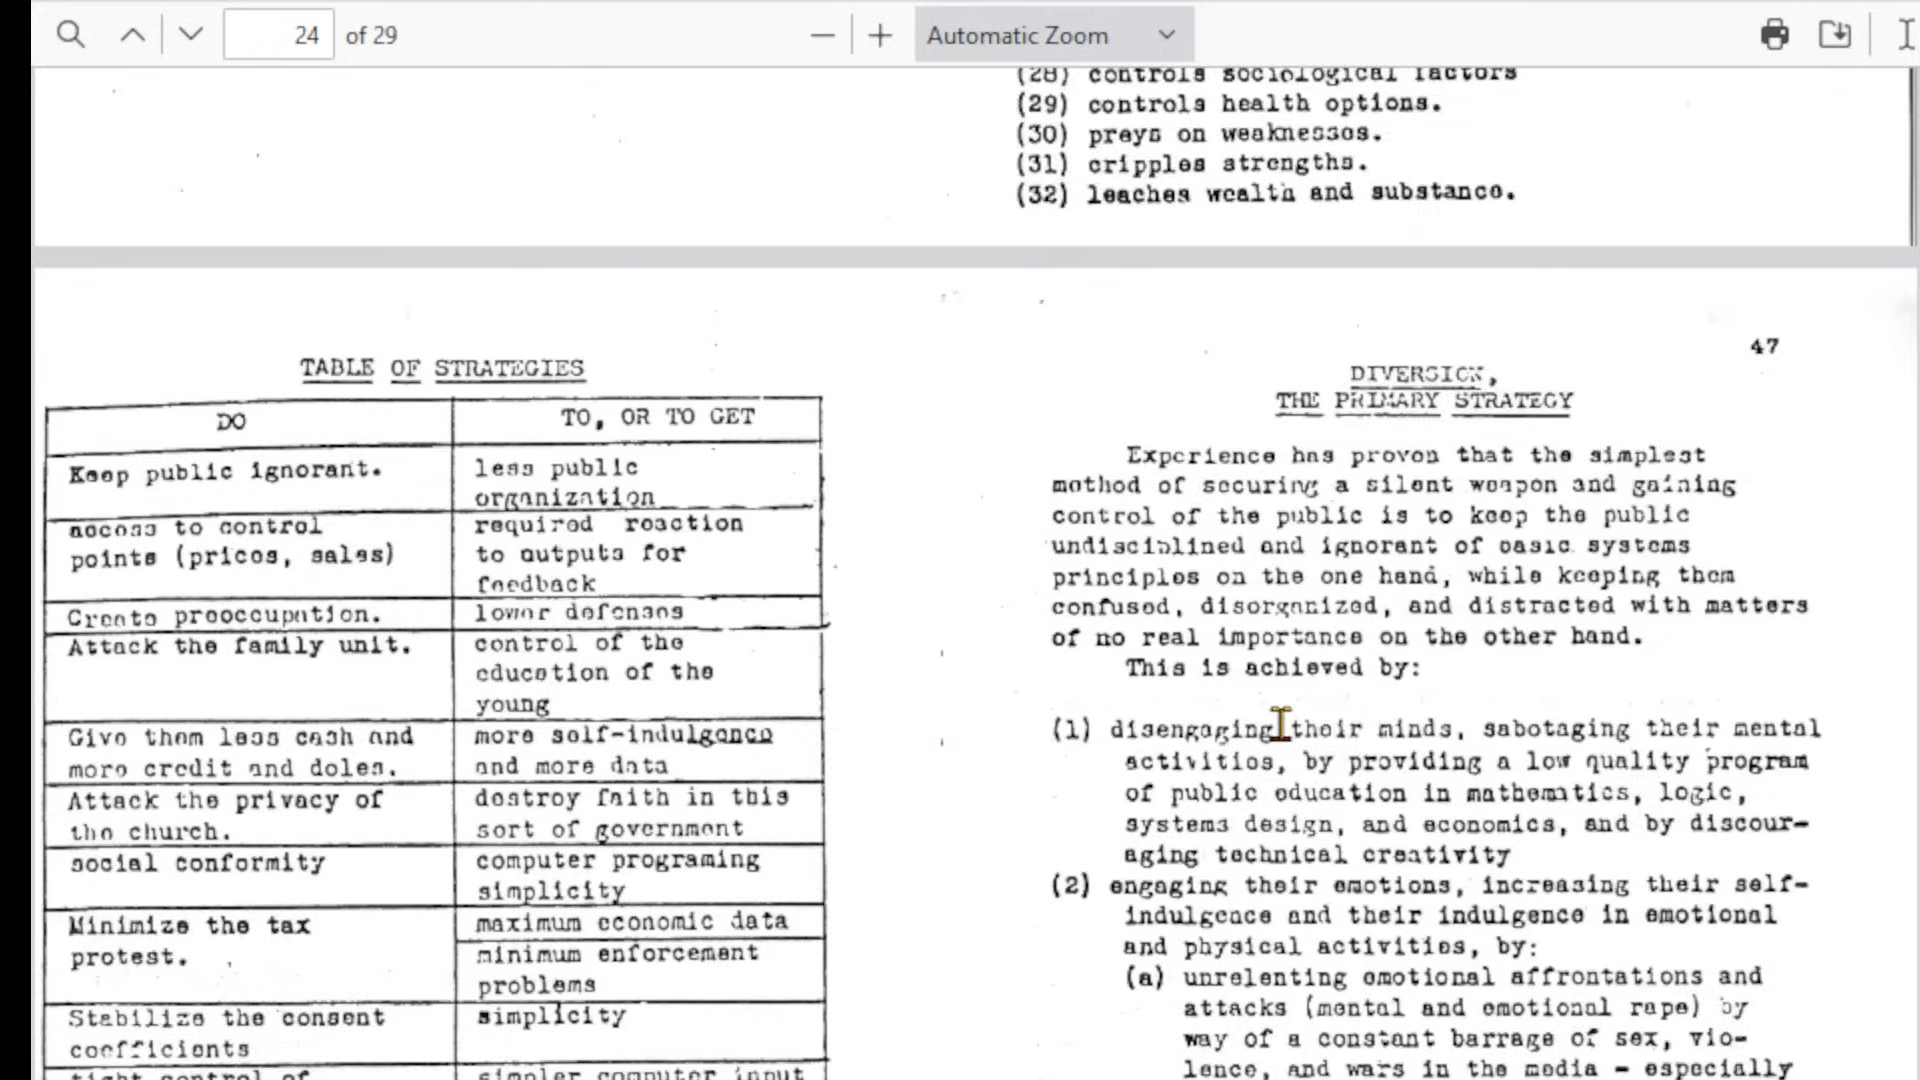 24 of 29
Automatic Zoom
(28) controls sociological factors
(29) controls health options.
(30) preys on weaknesses.
(31) cripples strengths.
(32) leaches wealth and substance.
TABLE OF STRATEGIES
DO
TO, OR TO GET
Keep public ignorant.
less public
organization
access to control
points (prices, sales)
required reaction
to outputs for
feedback
Create preoccupation.
lower defenses
Attack the family unit.
control of the
education of the
young
Give them less cash and
more credit and doles.
more self-indulgence
and more data
Attack the privacy of
the church.
destroy faith in this
sort of government
social conformity
computer programing
simplicity
Minimize the tax
protest.
maximum economic data
minimum enforcement
problems
Stabilize the consent
coefficients
simplicity
tight control of
simpler computer input
47
DIVERSION,
THE PRIMARY STRATEGY
Experience has proven that the simplest
method of securing a silent weapon and gaining
control of the public is to keep the public
undisciplined and ignorant of basic systems
principles on the one hand, while keeping them
confused, disorganized, and distracted with matters
of no real importance on the other hand.
This is achieved by:
(1) disengaging their minds, sabotaging their mental
activities, by providing a low quality program
of public education in mathematics, logic,
systems design, and economics, and by discour-
aging technical creativity
(2) engaging their emotions, increasing their self-
indulgence and their indulgence in emotional
and physical activities, by:
(a) unrelenting emotional affrontations and
attacks (mental and emotional rape) by
way of a constant barrage of sex, vio-
lence, and wars in the media - especially